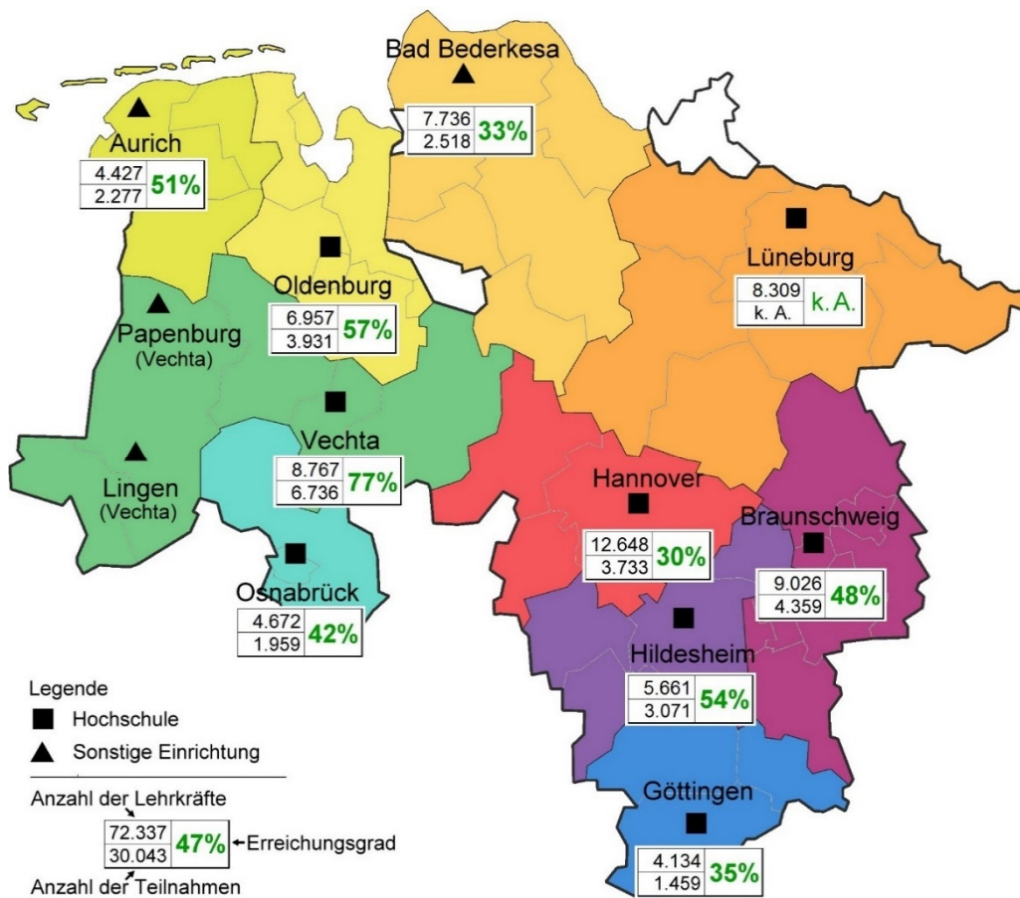 Bad Bederkesa
7.736
2.518
33%
Aurich
4.427
2.277
51%
Lüneburg
8.309
k. A.
k. A.
Oldenburg
6.957
3.931
57%
Papenburg
(Vechta)
Vechta
8.767
6.736
77%
Lingen
(Vechta)
Hannover
12.648
3.733
30%
Braunschweig
9.026
4.359
48%
Osnabrück
4.672
1.959
42%
Hildesheim
5.661
3.071
54%
Göttingen
4.134
1.459
35%
Legende
Hochschule
Sonstige Einrichtung
Anzahl der Lehrkräfte
72.337
30.043
47%
Erreichungsgrad
Anzahl der Teilnahmen